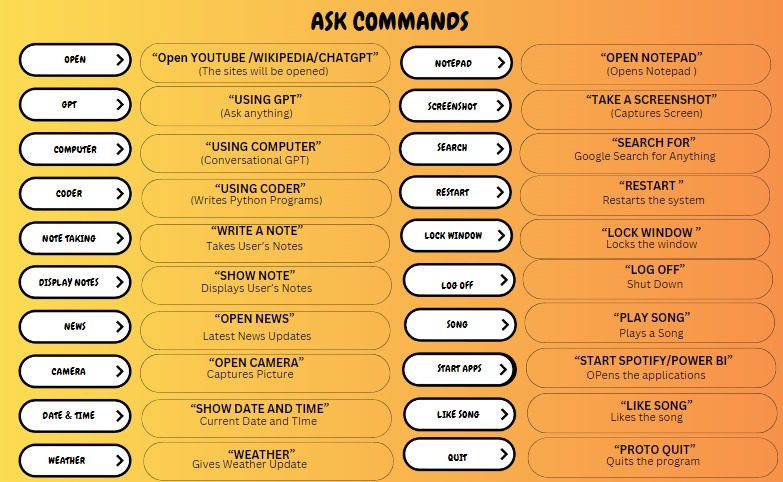 ASK COMMANDS
OPEN
“Open YOUTUBE /WIKIPEDIA/CHATGPT”
(The sites will be opened)
GPT
“USING GPT”
(Ask anything)
COMPUTER
“USING COMPUTER”
(Conversational GPT)
CODER
“USING CODER”
(Writes Python Programs)
NOTE TAKING
“WRITE A NOTE”
Takes User's Notes
DISPLAY NOTES
“SHOW NOTE”
Displays User's Notes
NEWS
“OPEN NEWS”
Latest News Updates
CAMERA
“OPEN CAMERA”
Captures Picture
DATE & TIME
“SHOW DATE AND TIME”
Current Date and TIme
WEATHER
“WEATHER”
Gives Weather Update
NOTEPAD
“OPEN NOTEPAD”
(Opens Notepad )
SCREENSHOT
“TAKE A SCREENSHOT”
(Captures Screen)
SEARCH
“SEARCH FOR”
Google Search for Anything
RESTART
“RESTART ”
Restarts the system
LOCK WINDOW
“LOCK WINDOW ”
Locks the window
LOG OFF
“LOG OFF”
Shut Down
SONG
“PLAY SONG”
Plays a Song
START APPS
“START SPOTIFY/POWER BI”
OPens the applications
LIKE SONG
“LIKE SONG”
Likes the song
QUIT
“PROTO QUIT”
Quits the program